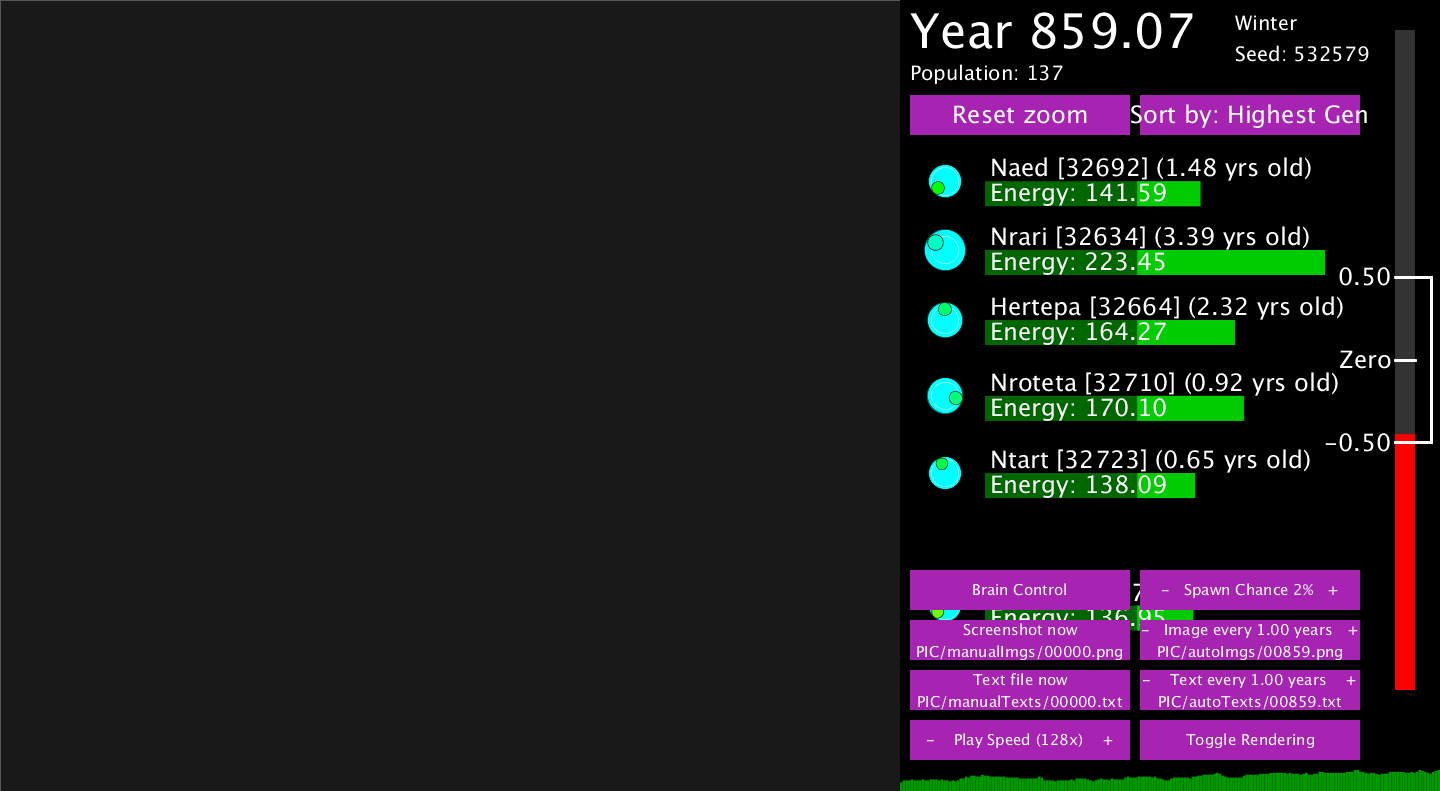 Year 859.07
Winter
Seed: 532579
Population: 137
Reset zoom
Sort by: Highest Gen
Naed [32692] (1.48 yrs old)
Energy: 141.59
Nrari [32634] (3.39 yrs old)
Energy: 223.45
0.50
Hertepa [32664] (2.32 yrs old)
Energy: 164.27
Zero
Nroteta [32710] (0.92 yrs old)
Energy: 170.10
-0.50
Ntart [32723] (0.65 yrs old)
Energy: 138.09
Brain Control
- Spawn Chance 2% +
Energy: 136.95
Screenshot now
PIC/manualImgs/00000.png
- Image every 1.00 years +
PIC/autoImgs/00859.png
Text file now
PIC/manualTexts/00000.txt
- Text every 1.00 years +
PIC/autoTexts/00859.txt
- Play Speed (128x) +
Toggle Rendering